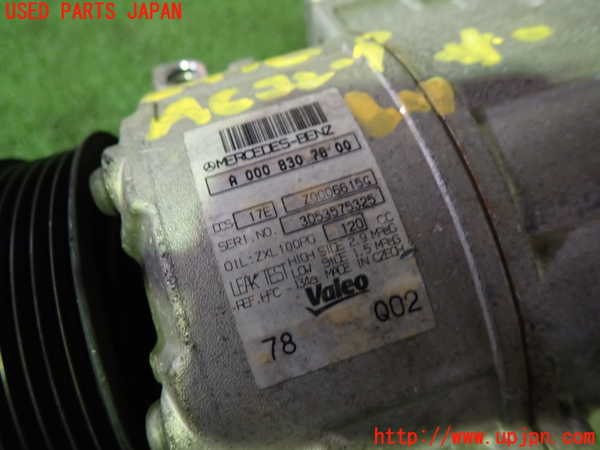 USED PARTS JAPAN
MERCEDES-BENZ
A 000 830 78 00
DCS 17E Z0006615G
SERI.NO. 3053575325
OIL:ZXL100PG 120 CC
LEAK TEST HIGH SIDE 2.9 MPaG
LOW SIDE 1.5 MPaG
REF.HFC - 134a MADE IN CZECH
Valeo
78 Q02
http://www.upjpn.com/